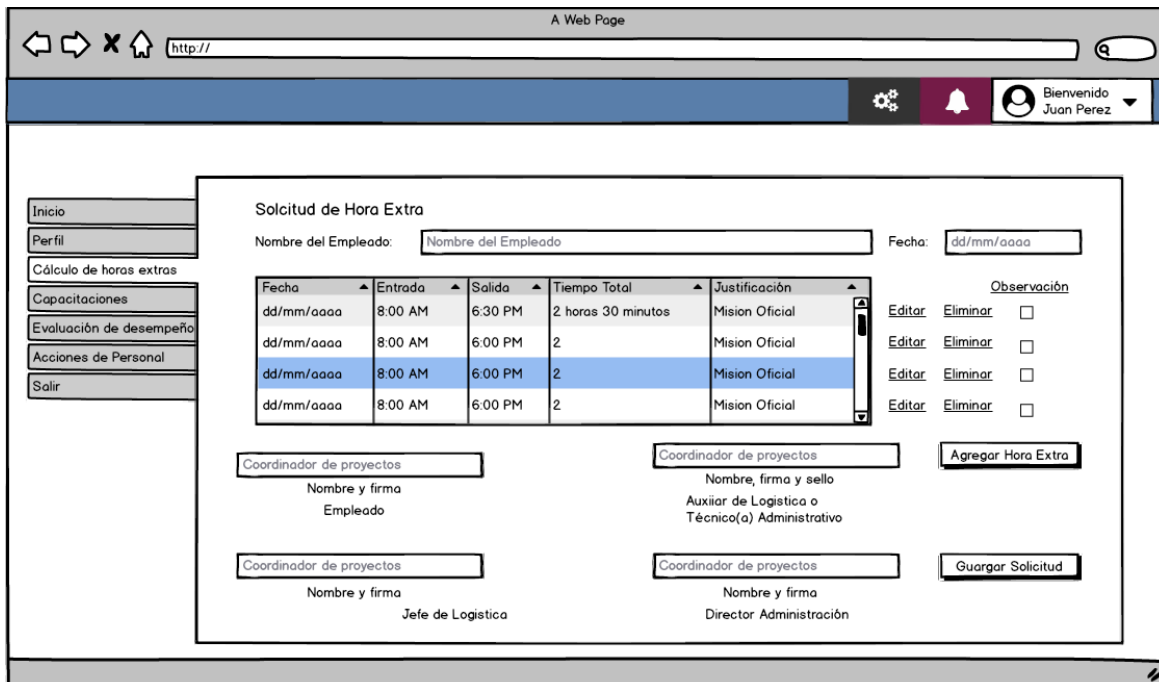 A Web Page
http://
Bienvenido
Juan Perez
Inicio
Perfil
Cálculo de horas extras
Capacitaciones
Evaluación de desempeño
Acciones de Personal
Salir
Solcitud de Hora Extra
Nombre del Empleado: Nombre del Empleado Fecha: dd/mm/aaaa
Fecha Entrada Salida Tiempo Total Justificación Observación
dd/mm/aaaa 8:00 AM 6:30 PM 2 horas 30 minutos Mision Oficial Editar Eliminar
dd/mm/aaaa 8:00 AM 6:00 PM 2 Mision Oficial Editar Eliminar
dd/mm/aaaa 8:00 AM 6:00 PM 2 Mision Oficial Editar Eliminar
dd/mm/aaaa 8:00 AM 6:00 PM 2 Mision Oficial Editar Eliminar
Coordinador de proyectos Coordinador de proyectos Agregar Hora Extra
Nombre y firma Nombre, firma y sello
Empleado Auxiiar de Logistica o
Técnico(a) Administrativo
Coordinador de proyectos Coordinador de proyectos Guargar Solicitud
Nombre y firma Nombre y firma
Jefe de Logistica Director Administración